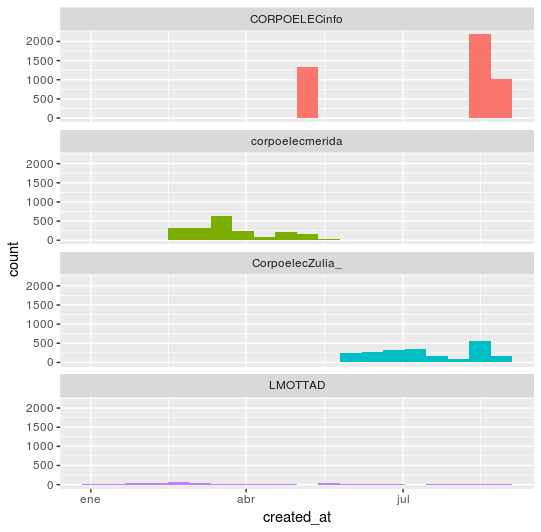 CORPOELECinfo
2000
1500
1000
500
0
corpoelecmerida
2000
1500
1000
500
0
count
CorpoelecZulia_
2000
1500
1000
500
0
LMOTTAD
2000
1500
1000
500
0
ene abr jul
created_at